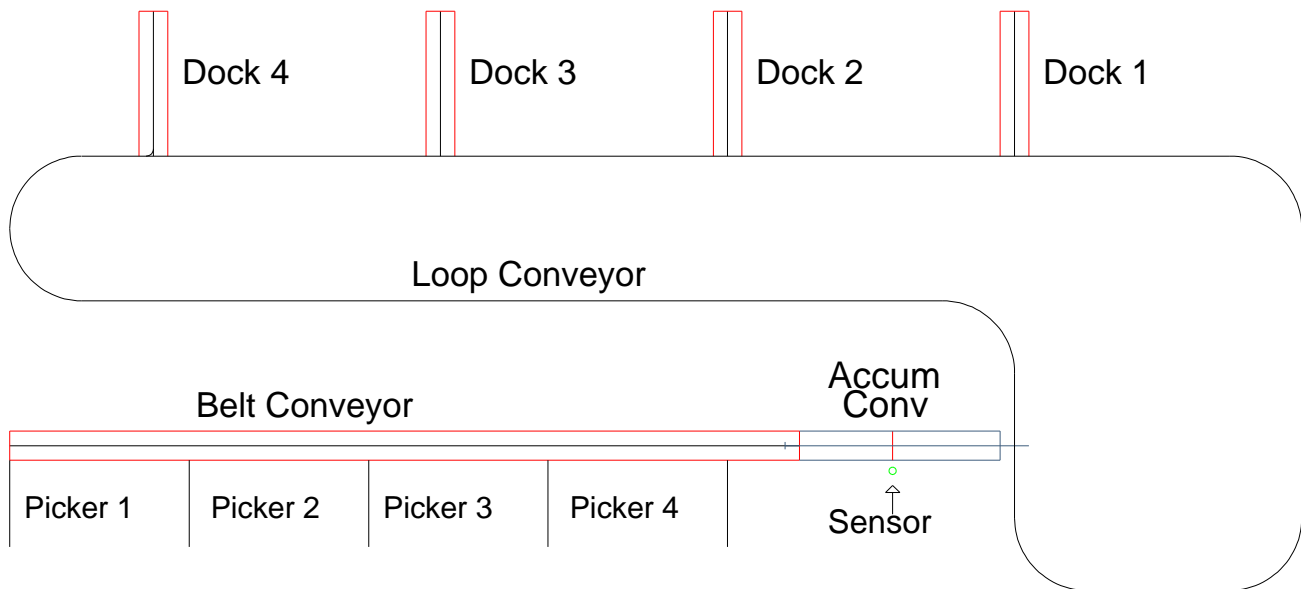 Dock 4
Dock 3
Dock 2
Dock 1
Loop Conveyor
Belt Conveyor
Accum
Conv
Picker 1
Picker 2
Picker 3
Picker 4
Sensor